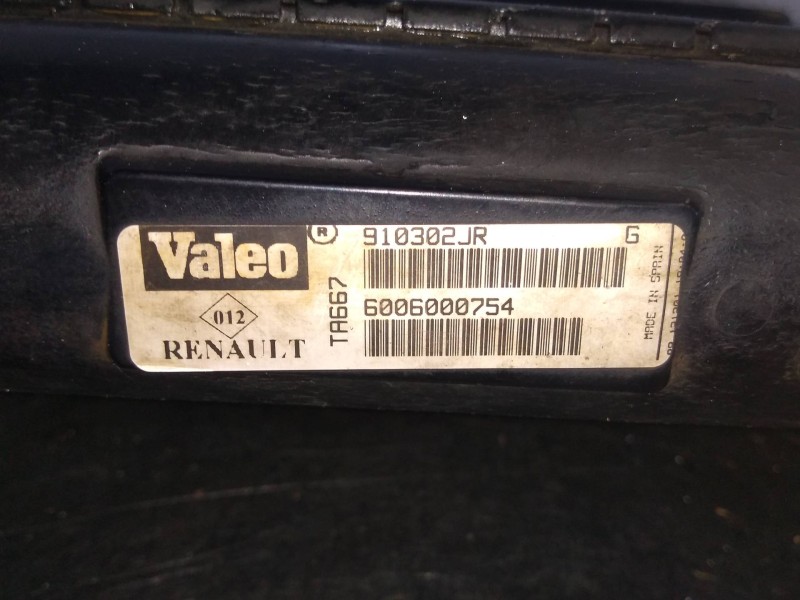 Valeo ®
910302JR G
TA667
6006000754
012
RENAULT
MADE IN SPAIN